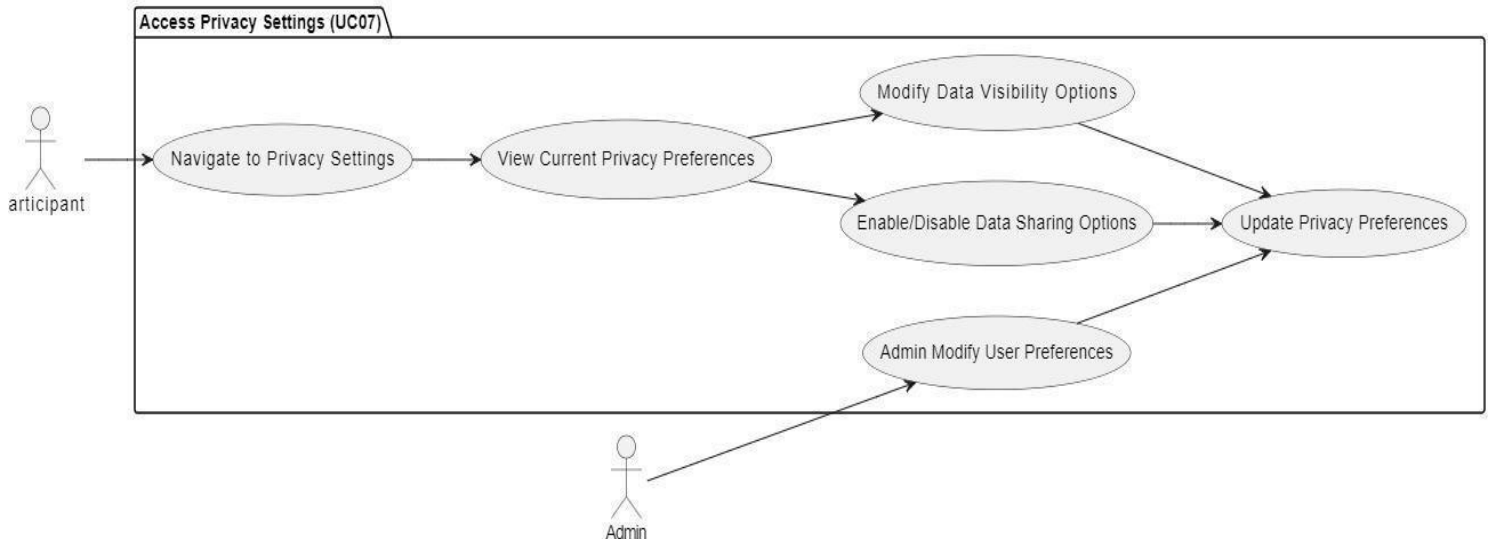 Access Privacy Settings (UC07)
Modify Data Visibility Options
Navigate to Privacy Settings
View Current Privacy Preferences
articipant
Enable/Disable Data Sharing Options
Update Privacy Preferences
Admin Modify User Preferences
Admin